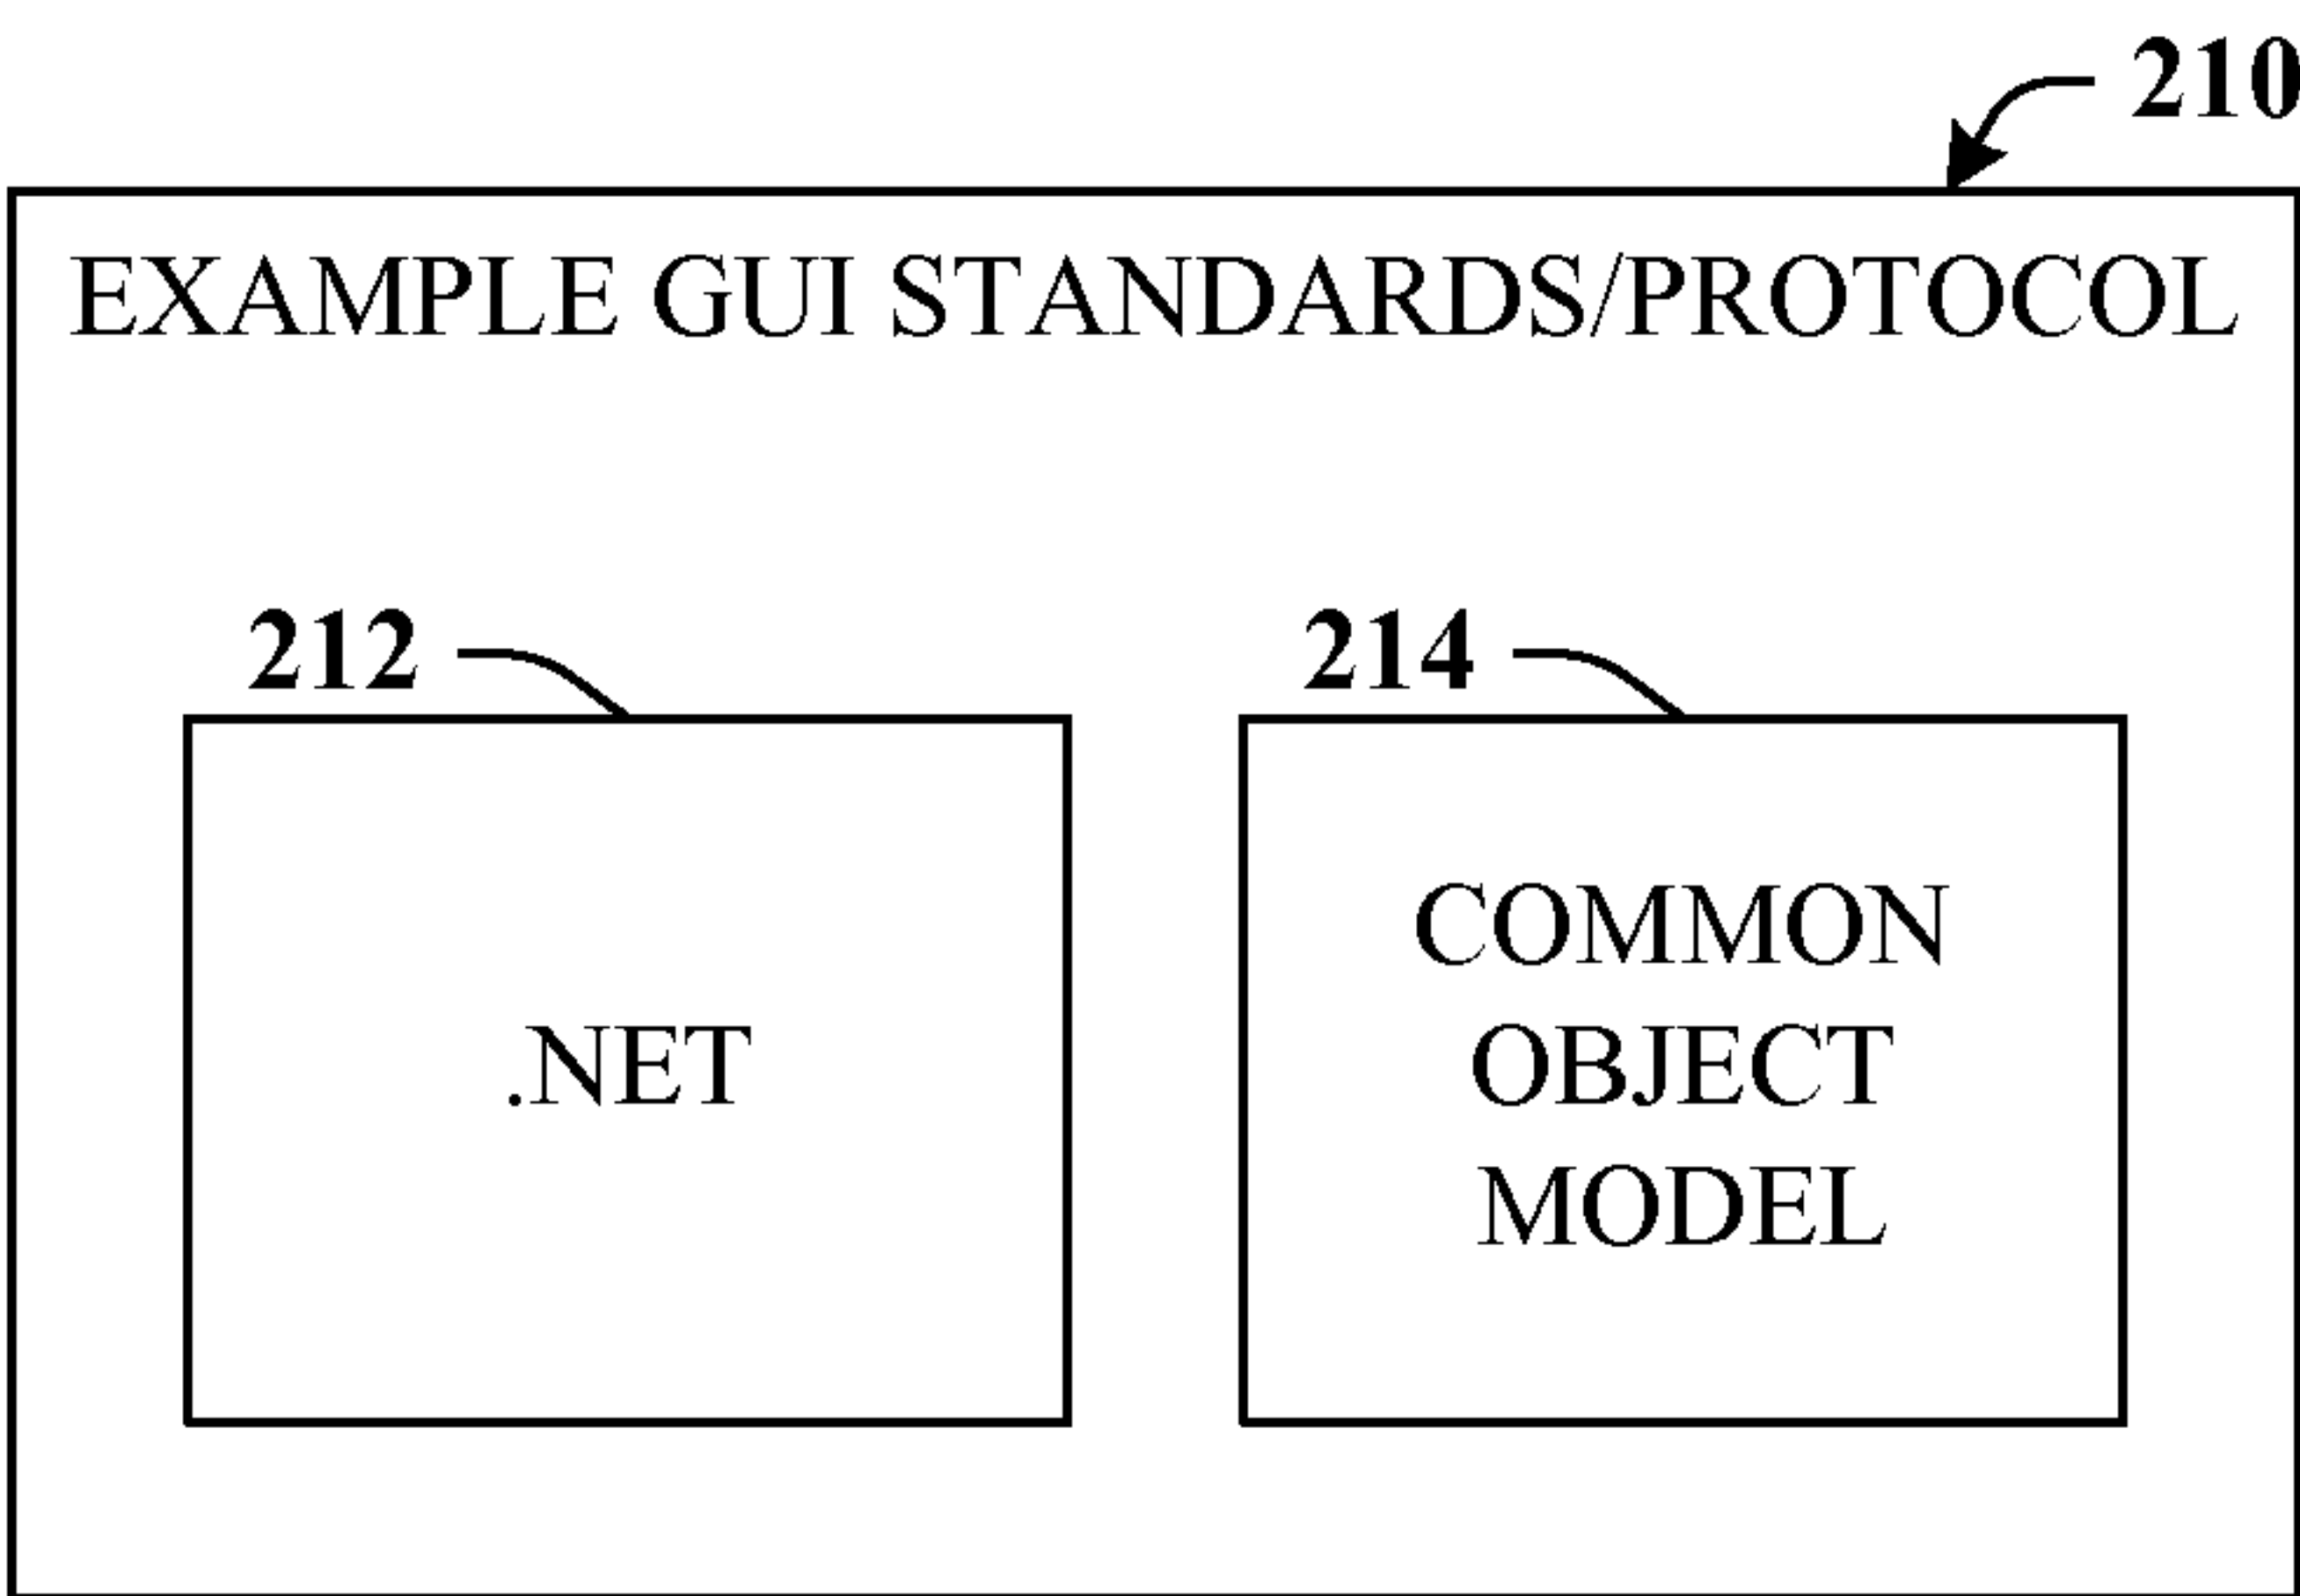 210
EXAMPLE GUI STANDARDS/PROTOCOL
212
214
.NET
COMMON
OBJECT
MODEL